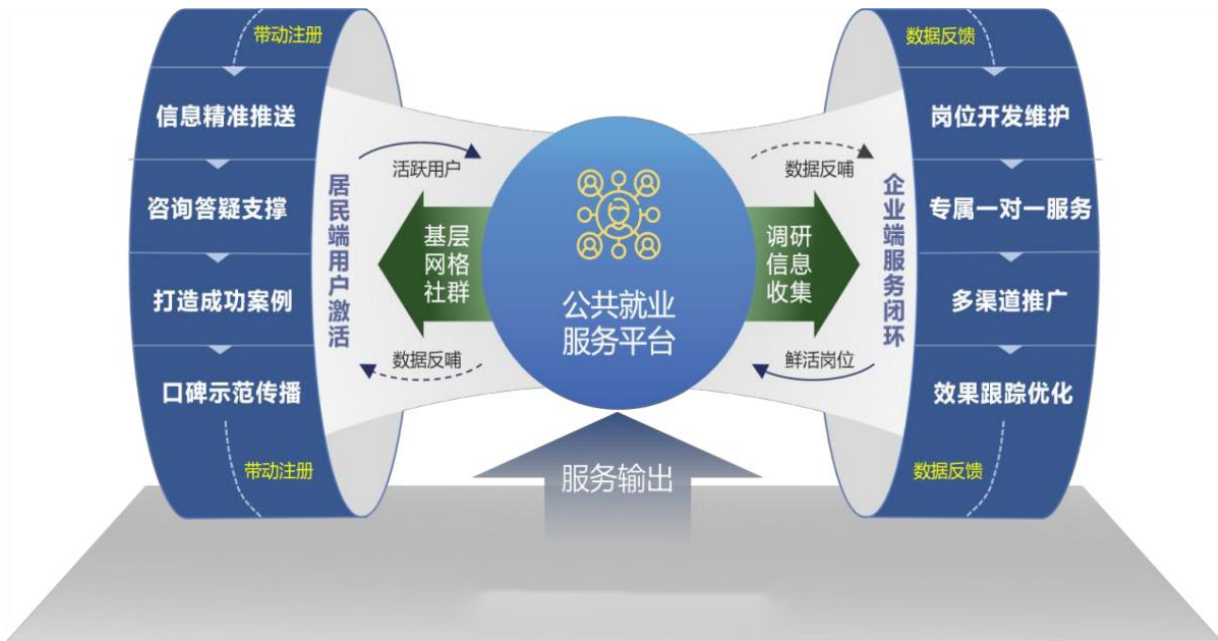 带动注册
信息精准推送
咨询答疑支撑
打造成功案例
口碑示范传播
带动注册
居民端用户激活
活跃用户
基层
网格
社群
数据反哺
公共就业
服务平台
服务输出
数据反哺
调研
信息
收集
鲜活岗位
企业端服务闭环
数据反馈
岗位开发维护
专属一对一服务
多渠道推广
效果跟踪优化
数据反馈